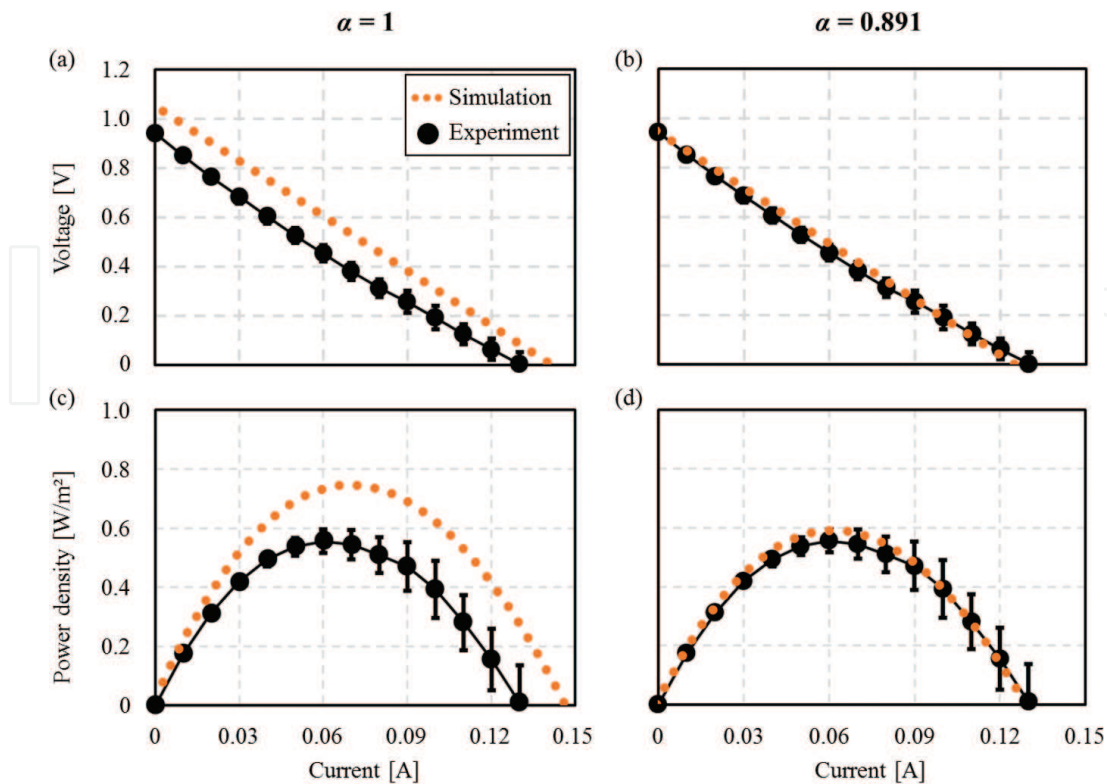 α = 1
α = 0.891
(a)
(b)
1.2
1.0
0.8
0.6
0.4
0.2
0
Voltage [V]
Simulation
Experiment
(c)
(d)
1.0
0.8
0.6
0.4
0.2
0
Power density [W/m²]
0 0.03 0.06 0.09 0.12 0.15
0 0.03 0.06 0.09 0.12 0.15
Current [A]
Current [A]